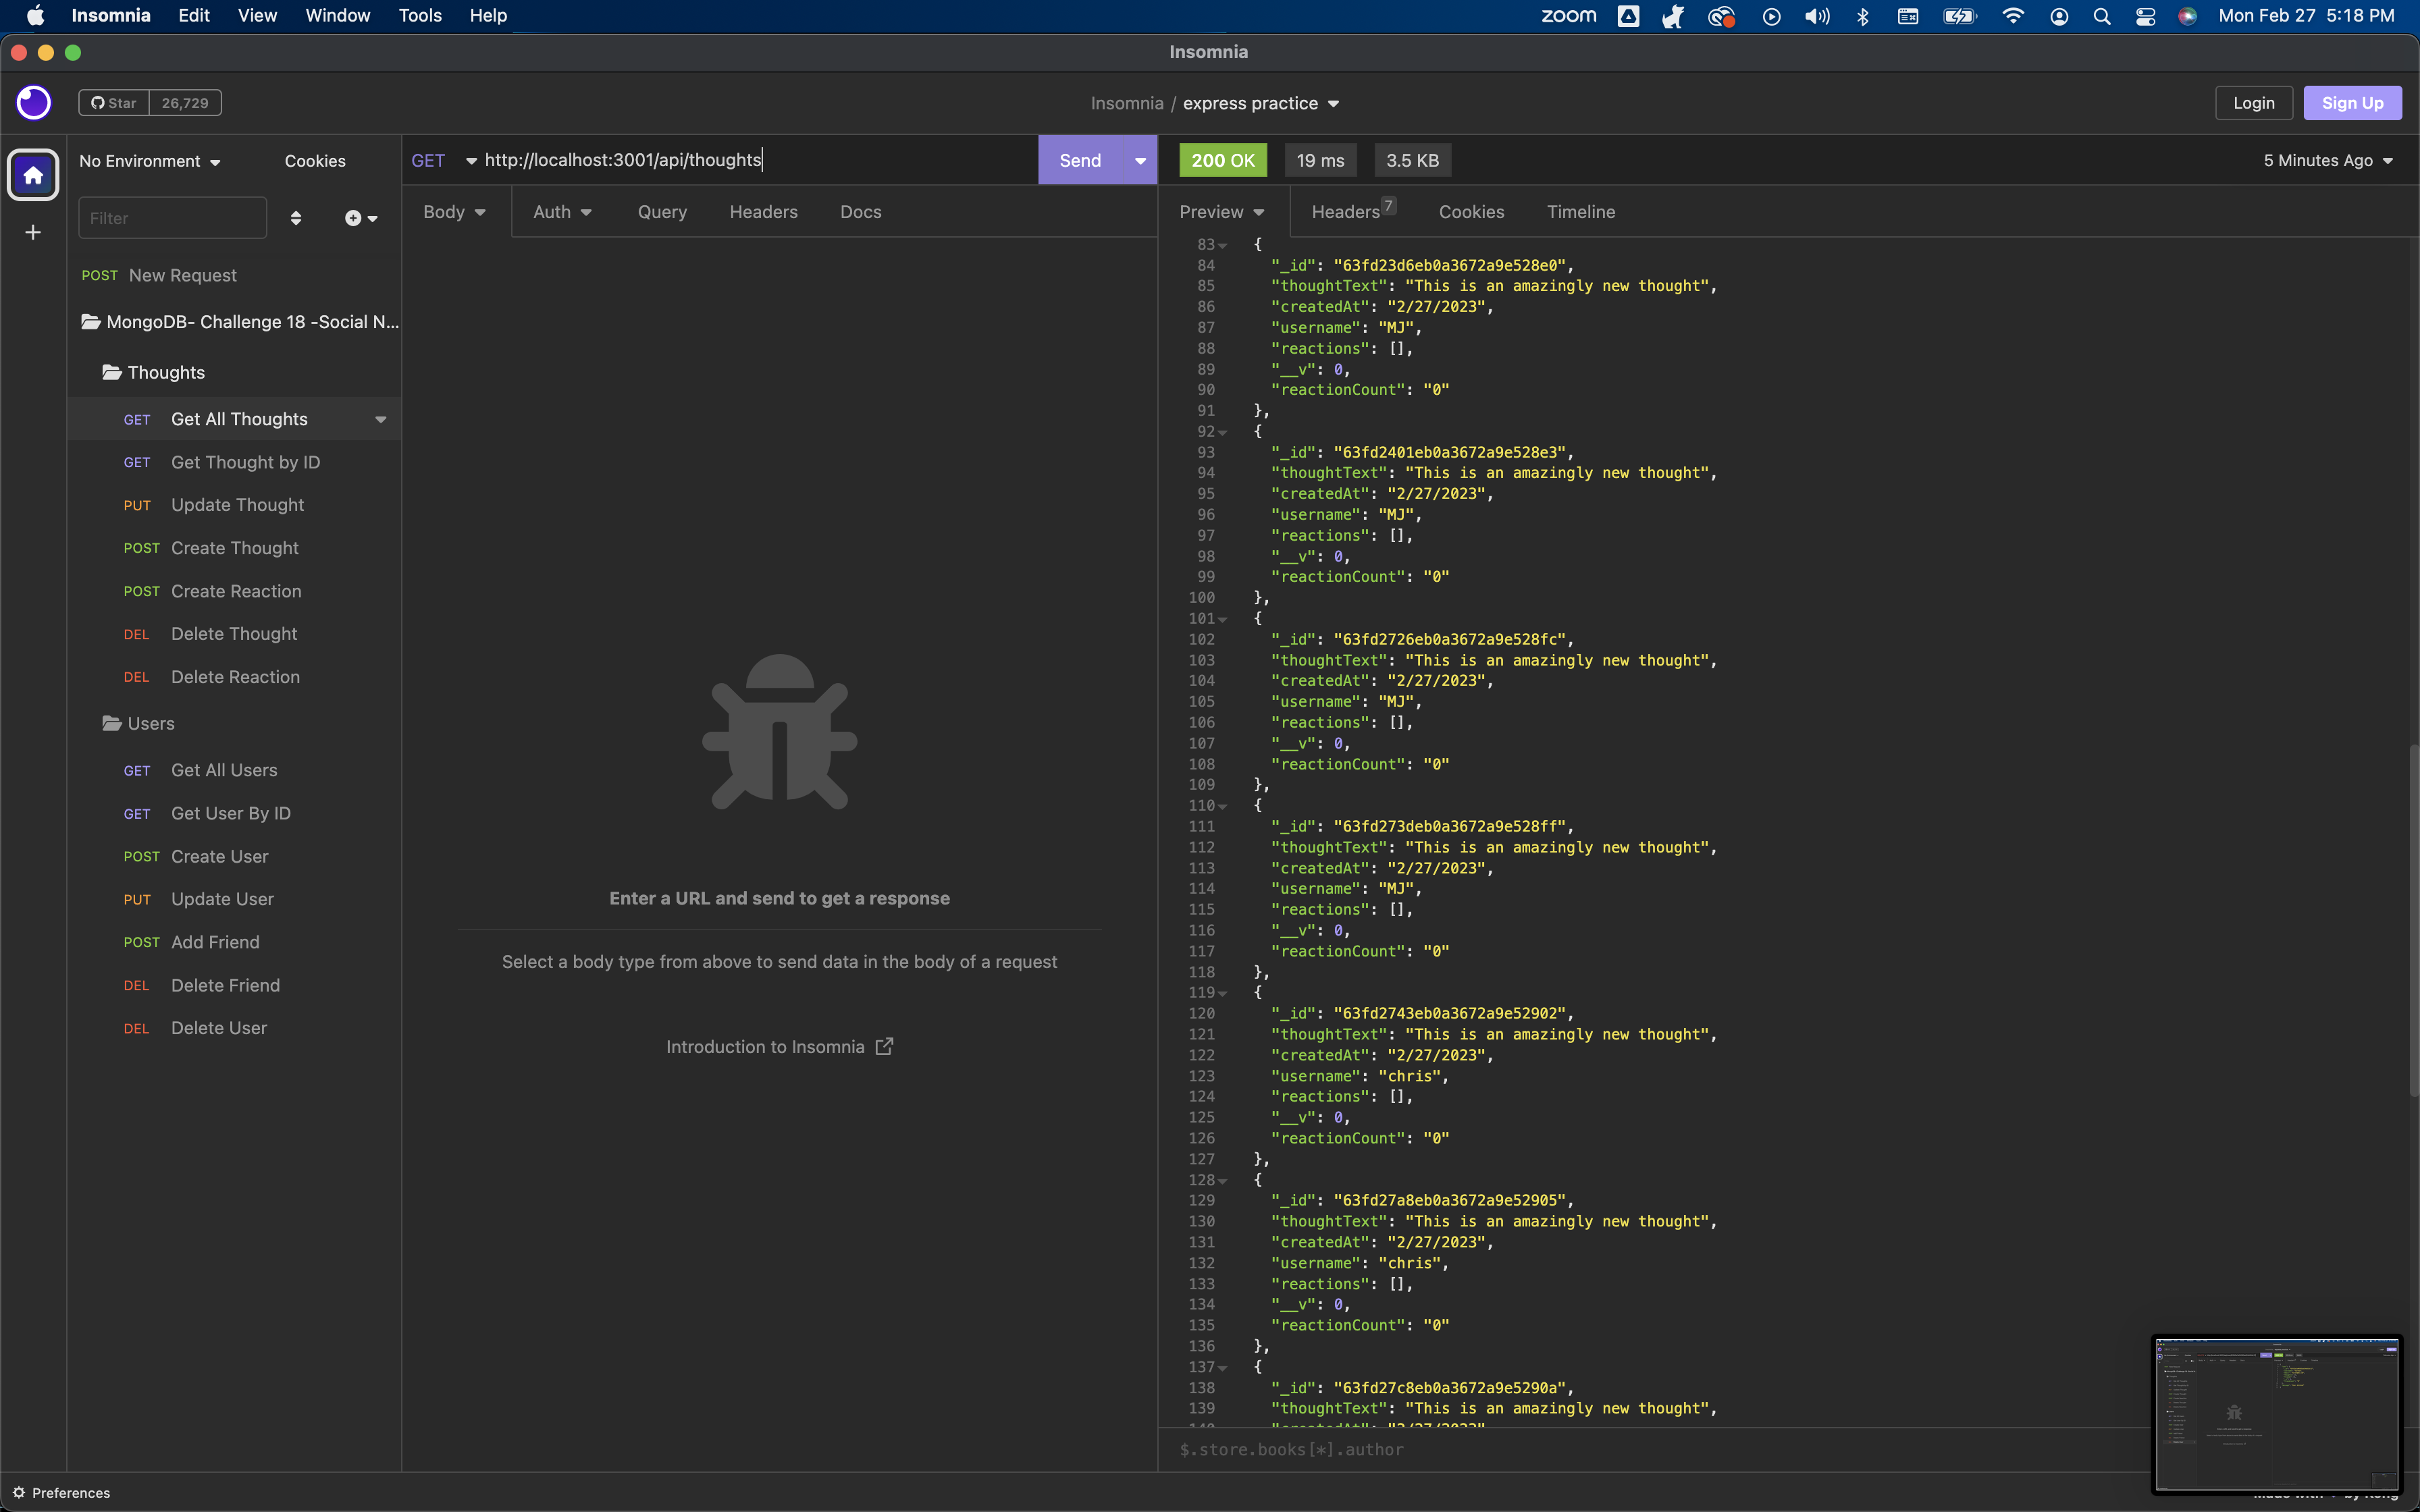 Insomnia Edit View Window Tools Help zoom Mon Feb 27 5:18 PM
Insomnia
Star 26,729 Insomnia / express practice Login Sign Up
No Environment Cookies GET http://localhost:3001/api/thoughts Send 200 OK 19 ms 3.5 KB 5 Minutes Ago
Filter
Body Auth Query Headers Docs Preview Headers 7 Cookies Timeline
POST New Request
MongoDB- Challenge 18 -Social N...
Thoughts
GET Get All Thoughts
GET Get Thought by ID
PUT Update Thought
POST Create Thought
POST Create Reaction
DEL Delete Thought
DEL Delete Reaction
Users
GET Get All Users
GET Get User By ID
POST Create User
PUT Update User
POST Add Friend
DEL Delete Friend
DEL Delete User
Enter a URL and send to get a response
Select a body type from above to send data in the body of a request
Introduction to Insomnia
83 {
84 "_id": "63fd23d6eb0a3672a9e528e0",
85 "thoughtText": "This is an amazingly new thought",
86 "createdAt": "2/27/2023",
87 "username": "MJ",
88 "reactions": [],
89 "__v": 0,
90 "reactionCount": "0"
91 },
92 {
93 "_id": "63fd2401eb0a3672a9e528e3",
94 "thoughtText": "This is an amazingly new thought",
95 "createdAt": "2/27/2023",
96 "username": "MJ",
97 "reactions": [],
98 "__v": 0,
99 "reactionCount": "0"
100 },
101 {
102 "_id": "63fd2726eb0a3672a9e528fc",
103 "thoughtText": "This is an amazingly new thought",
104 "createdAt": "2/27/2023",
105 "username": "MJ",
106 "reactions": [],
107 "__v": 0,
108 "reactionCount": "0"
109 },
110 {
111 "_id": "63fd273deb0a3672a9e528ff",
112 "thoughtText": "This is an amazingly new thought",
113 "createdAt": "2/27/2023",
114 "username": "MJ",
115 "reactions": [],
116 "__v": 0,
117 "reactionCount": "0"
118 },
119 {
120 "_id": "63fd2743eb0a3672a9e52902",
121 "thoughtText": "This is an amazingly new thought",
122 "createdAt": "2/27/2023",
123 "username": "chris",
124 "reactions": [],
125 "__v": 0,
126 "reactionCount": "0"
127 },
128 {
129 "_id": "63fd27a8eb0a3672a9e52905",
130 "thoughtText": "This is an amazingly new thought",
131 "createdAt": "2/27/2023",
132 "username": "chris",
133 "reactions": [],
134 "__v": 0,
135 "reactionCount": "0"
136 },
137 {
138 "_id": "63fd27c8eb0a3672a9e5290a",
139 "thoughtText": "This is an amazingly new thought",
$.store.books[*].author
Preferences